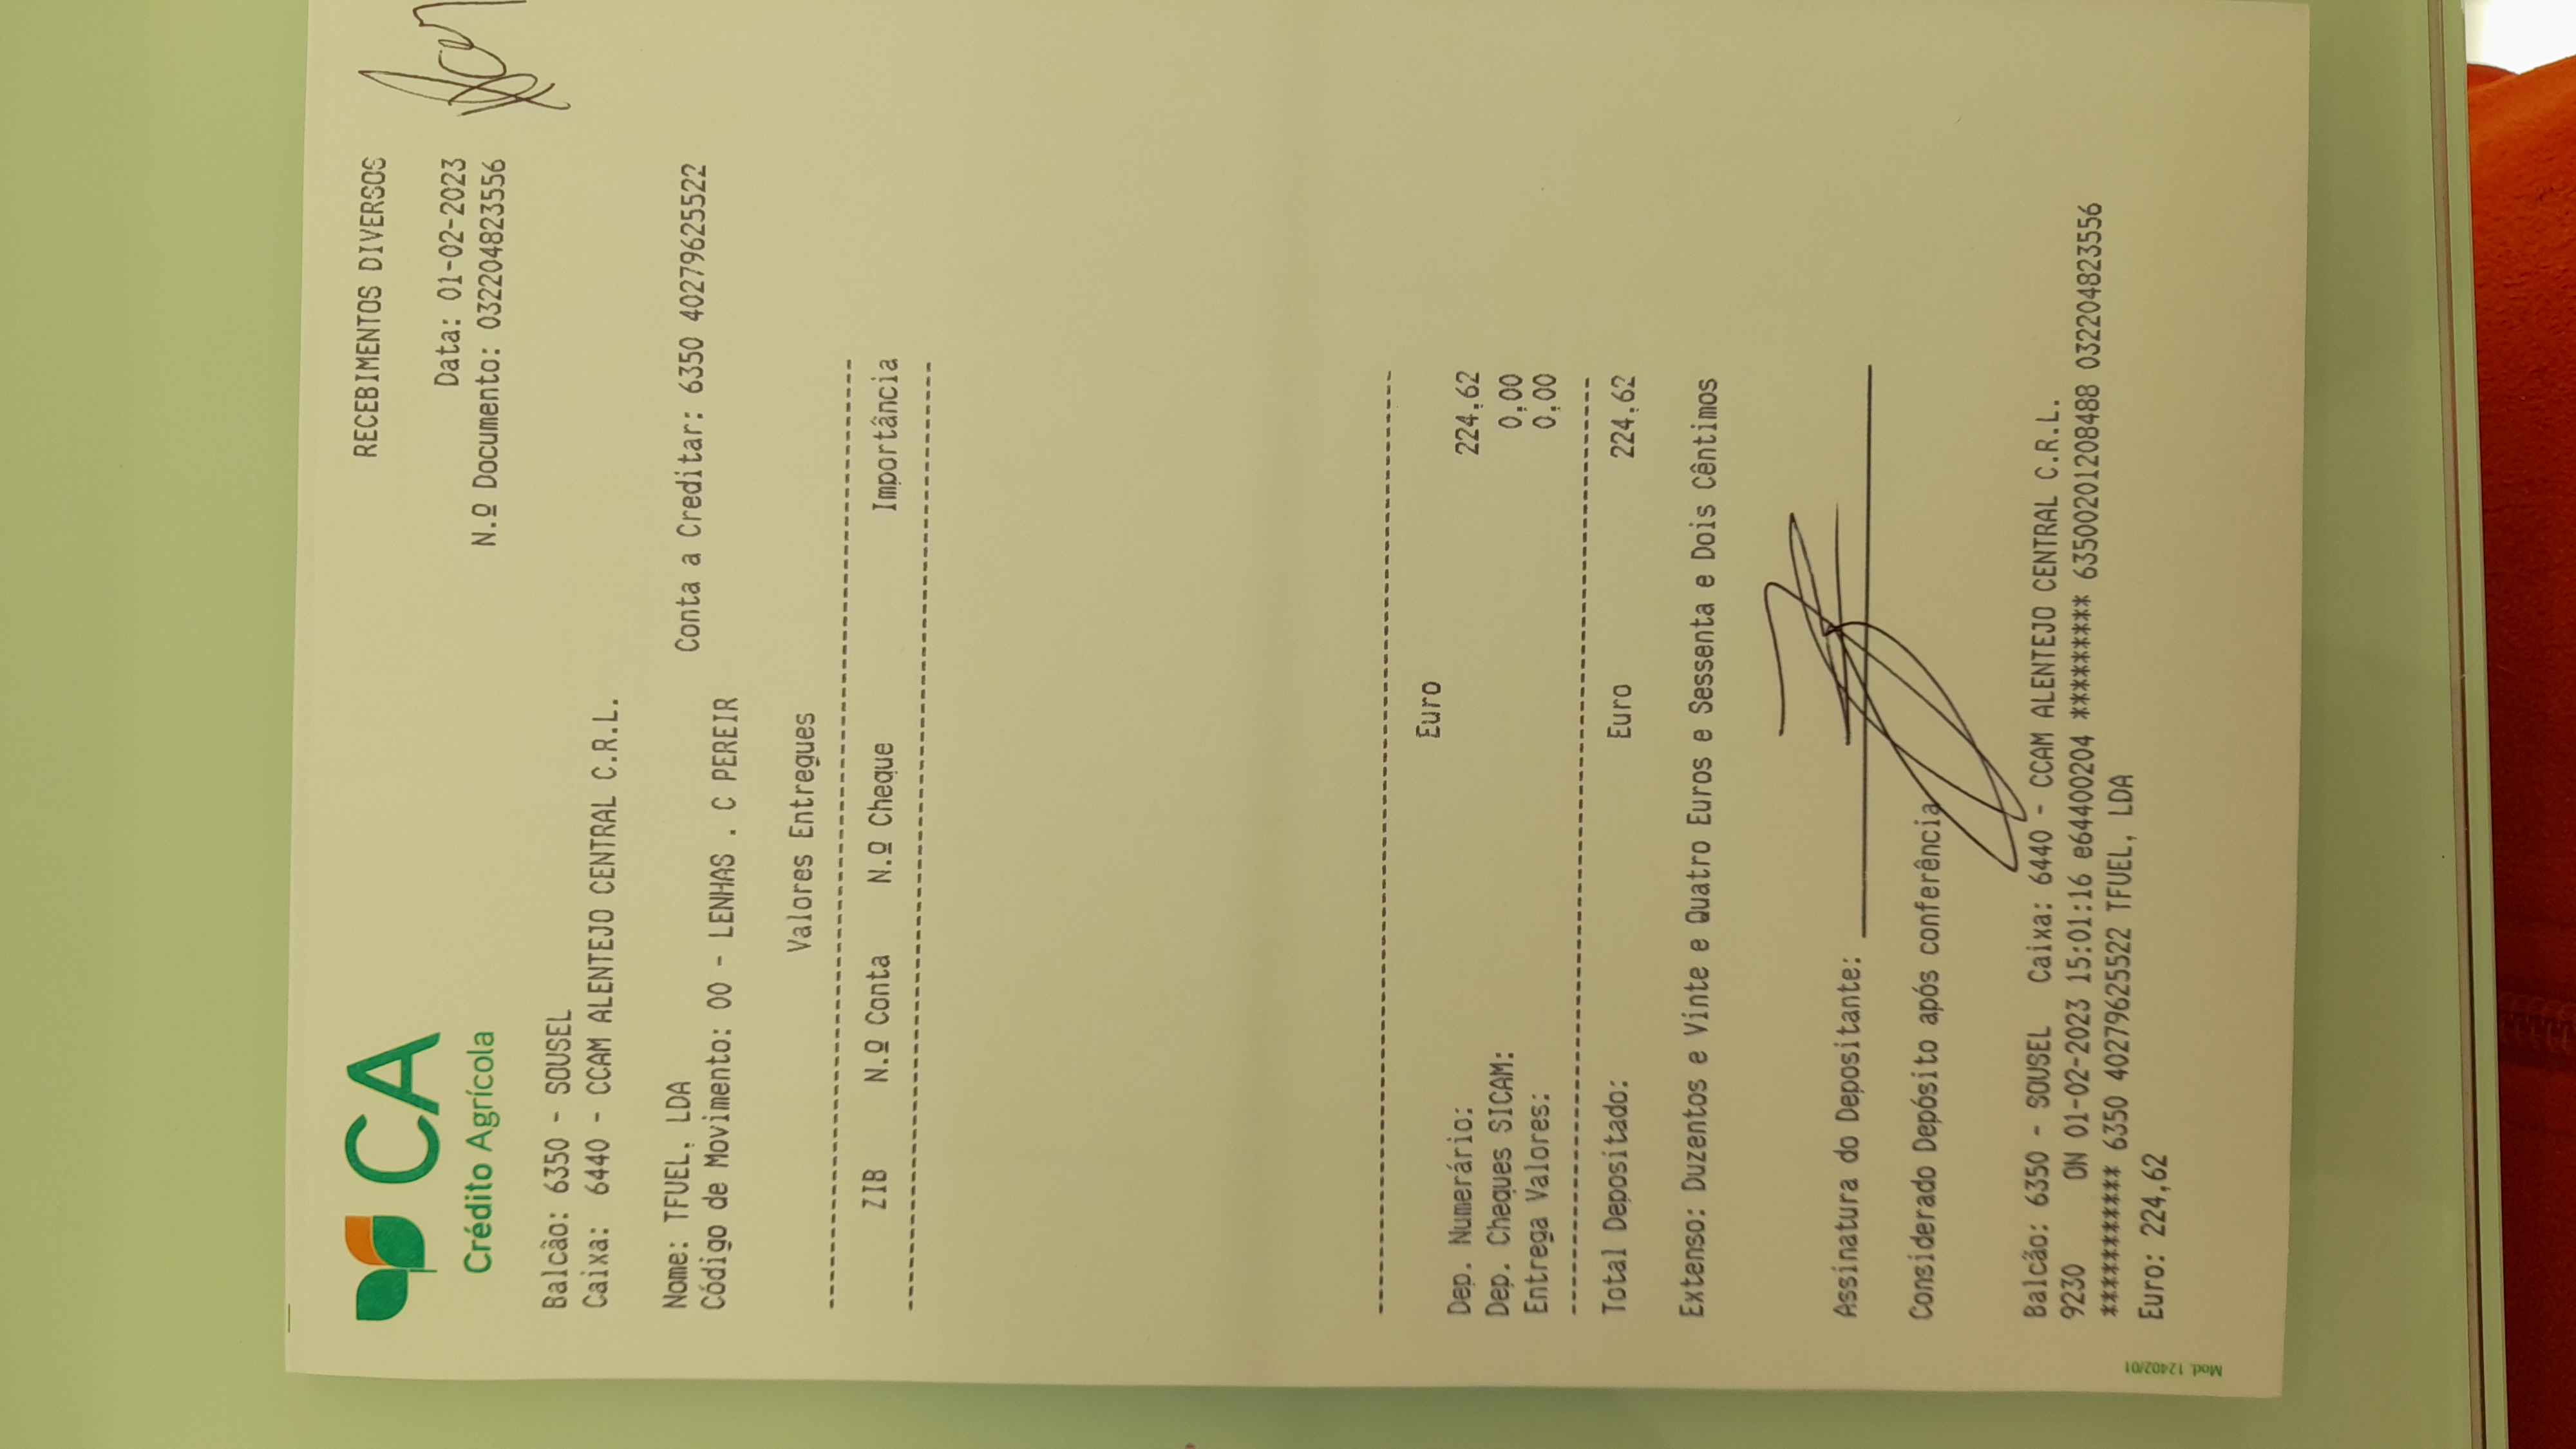 CA
Crédito Agrícola
RECEBIMENTOS DIVERSOS
Data: 01-02-2023
N.º Documento: 0322048823556
Balcão: 6350 - SOUSEL
Caixa: 6440 - CCAM ALENTEJO CENTRAL C.R.L.
Nome: TFUEL, LDA Conta a Creditar: 6350 40279625522
Código de Movimento: 00 - LENHAS . C PEREIR
Valores Entregues
ZIB N.º Conta N.º Cheque Importância
Euro
Dep. Numerário: 224,62
Dep. Cheques SICAM: 0,00
Entrega Valores: 0,00
Total Depositado: Euro 224,62
Extenso: Duzentos e Vinte e Quatro Euros e Sessenta e Dois Cêntimos
Assinatura do Depositante:
Considerado Depósito após conferência
Balcão: 6350 - SOUSEL Caixa: 6440 - CCAM ALENTEJO CENTRAL C.R.L.
9230 ON 01-02-2023 15:01:16 e64400204 ******** 63500201208488 0322048823556
********** 6350 40279625522 TFUEL, LDA
Euro: 224,62
Mod. 12402/01